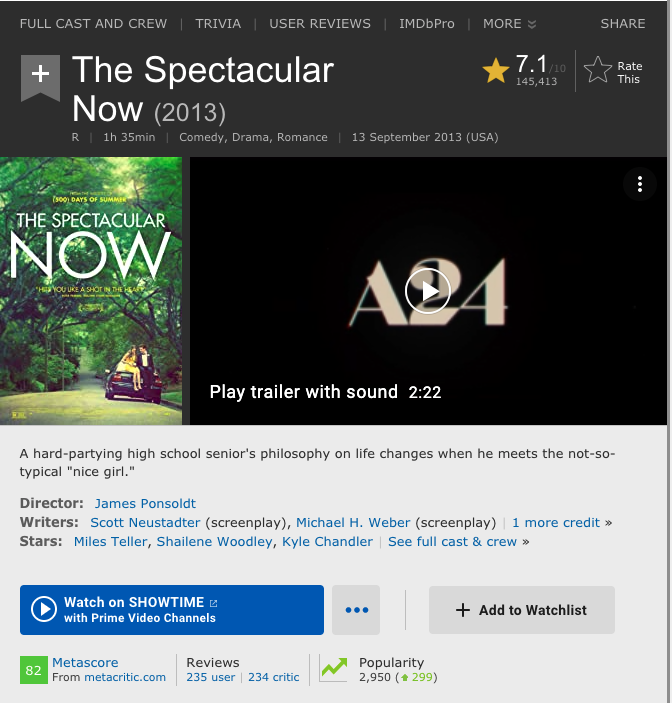 FULL CAST AND CREW | TRIVIA | USER REVIEWS | IMDbPro | MORE | SHARE
+ The Spectacular
Now (2013)
7.1/10
145,413
Rate
This
R | 1h 35min | Comedy, Drama, Romance | 13 September 2013 (USA)
(500) DAYS OF SUMMER
THE SPECTACULAR
NOW
"HITS YOU LIKE A SHOT IN THE HEART"
A24
Play trailer with sound 2:22
A hard-partying high school senior's philosophy on life changes when he meets the not-so-
typical "nice girl."
Director: James Ponsoldt
Writers: Scott Neustadter (screenplay), Michael H. Weber (screenplay) | 1 more credit »
Stars: Miles Teller, Shailene Woodley, Kyle Chandler | See full cast & crew »
Watch on SHOWTIME
with Prime Video Channels
+ Add to Watchlist
82 Metascore
From metacritic.com
Reviews
235 user | 234 critic
Popularity
2,950 (299)